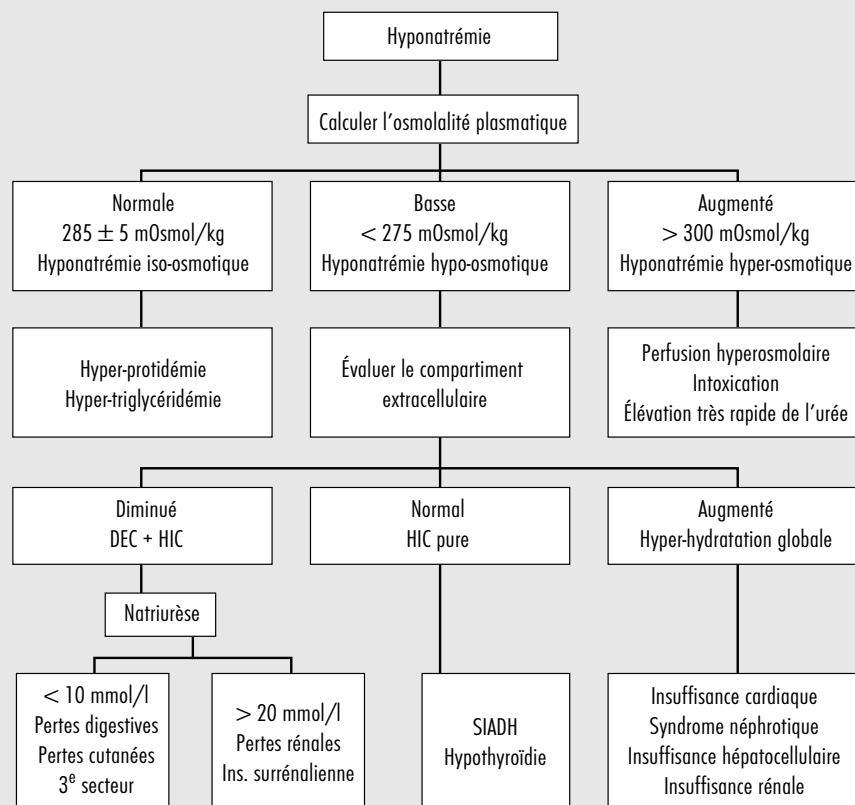 Hyponatrémie
Calculer l'osmolalité plasmatique
Normale
285 ± 5 mOsmol/kg
Hyponatrémie iso-osmotique
Basse
< 275 mOsmol/kg
Hyponatrémie hypo-osmotique
Augmenté
> 300 mOsmol/kg
Hyponatrémie hyper-osmotique
Hyper-protidémie
Hyper-triglycéridémie
Évaluer le compartiment
extracellulaire
Perfusion hyperosmolaire
Intoxication
Élévation très rapide de l'urée
Diminué
DEC + HIC
Normal
HIC pure
Augmenté
Hyper-hydratation globale
Natriurèse
< 10 mmol/l
Pertes digestives
Pertes cutanées
3e secteur
> 20 mmol/l
Pertes rénales
Ins. surrénalienne
SIADH
Hypothyroïdie
Insuffisance cardiaque
Syndrome néphrotique
Insuffisance hépatocellulaire
Insuffisance rénale